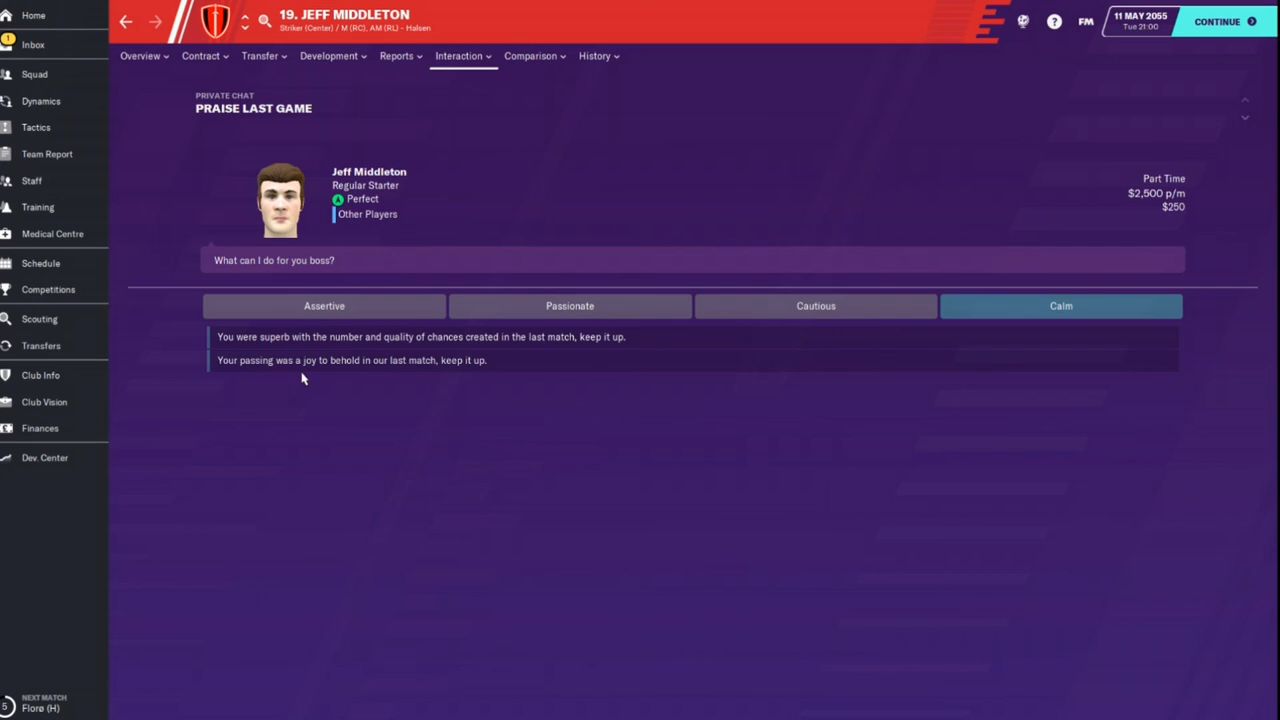 Home
1
Inbox
Squad
Dynamics
Tactics
Team Report
Staff
Training
Medical Centre
Schedule
Competitions
Scouting
Transfers
Club Info
Club Vision
Finances
Dev. Center
5
NEXT MATCH
Florø (H)
19. JEFF MIDDLETON
Striker (Center) / M (RC), AM (RL) - Halsen
?
FM
11 MAY 2055
Tue 21:00
CONTINUE
Overview
Contract
Transfer
Development
Reports
Interaction
Comparison
History
PRIVATE CHAT
PRAISE LAST GAME
Jeff Middleton
Regular Starter
Perfect
Other Players
Part Time
$2,500 p/m
$250
What can I do for you boss?
Assertive
Passionate
Cautious
Calm
You were superb with the number and quality of chances created in the last match, keep it up.
Your passing was a joy to behold in our last match, keep it up.